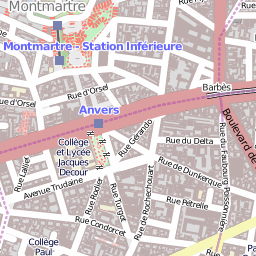 Montmartre
Montmartre - Station Inférieure
Barbès
Rue d'Orsel
Rue d'Orsel
Anvers
Boulevard de
Collège
et Lycée
Jacques
Decour
Rue Gérando
Rue du Delta
Rue du Faubourg Poissonnière
Rue Lallier
Rue de Dunkerque
Avenue Trudaine
Rue Rodier
Rue Turgot
Rue de Rochechouart
Rue Pétrelle
Rue Condorcet
Collège
Paul
Pa